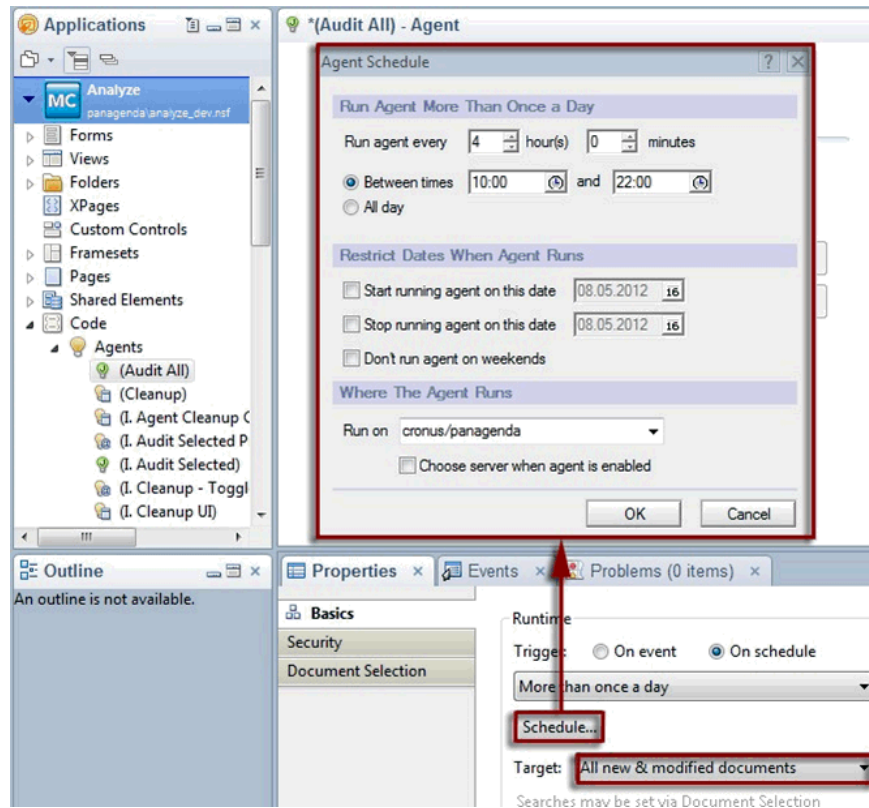 Applications
*(Audit All) - Agent
Agent Schedule
MC
Analyze
panagenda\analyze_dev.nsf
Forms
Views
Folders
XPages
Custom Controls
Framesets
Pages
Shared Elements
Code
Agents
(Audit All)
(Cleanup)
(I. Agent Cleanup C
(I. Audit Selected P
(I. Audit Selected)
(I. Cleanup - Toggl
(I. Cleanup UI)
Run Agent More Than Once a Day
Run agent every 4 hour(s) 0 minutes
Between times 10:00 and 22:00
All day
Restrict Dates When Agent Runs
Start running agent on this date 08.05.2012 16
Stop running agent on this date 08.05.2012 16
Don't run agent on weekends
Where The Agent Runs
Run on cronus/panagenda
Choose server when agent is enabled
OK Cancel
Outline
An outline is not available.
Properties Events Problems (0 items)
Basics
Security
Document Selection
Runtime
Trigger: On event On schedule
More than once a day
Schedule...
Target: All new & modified documents
Searches may be set via Document Selection